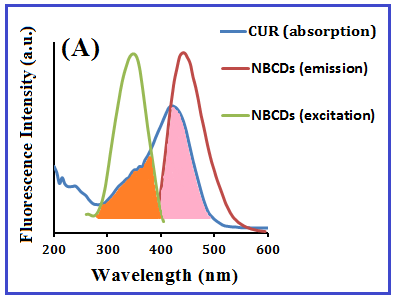 (A)
CUR (absorption)
NBCDs (emission)
NBCDs (excitation)
Fluorescence Intensity (a.u.)
200 300 400 500 600
Wavelength (nm)